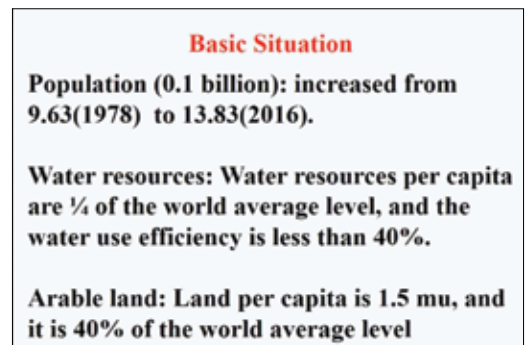 Basic Situation
Population (0.1 billion): increased from
9.63(1978) to 13.83(2016).
Water resources: Water resources per capita
are ¼ of the world average level, and the
water use efficiency is less than 40%.
Arable land: Land per capita is 1.5 mu, and
it is 40% of the world average level